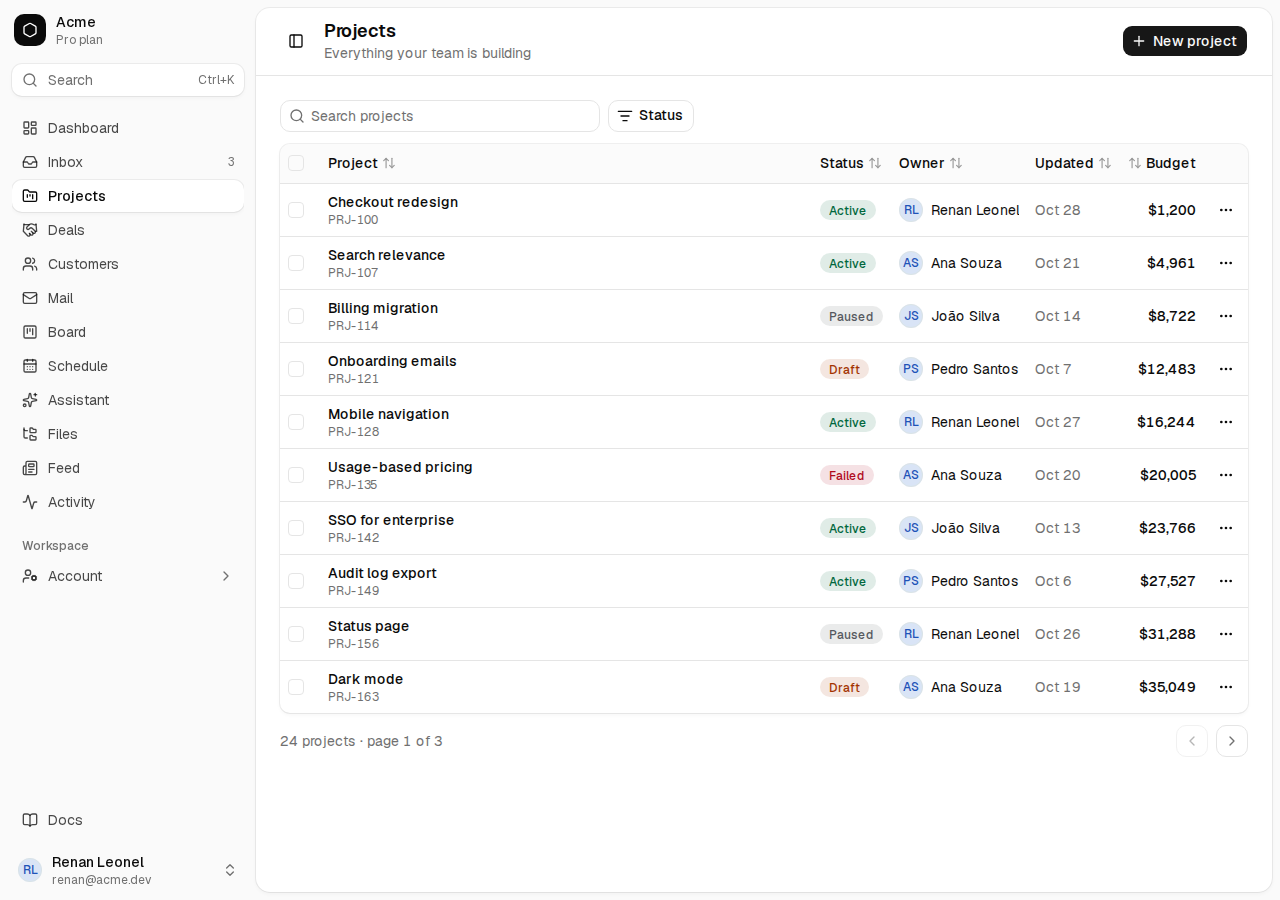 Acme
Pro plan
Search Ctrl+K
Dashboard
Inbox 3
Projects
Deals
Customers
Mail
Board
Schedule
Assistant
Files
Feed
Activity
Workspace
Account
Docs
RL Renan Leonel
renan@acme.dev
Projects
Everything your team is building
New project
Search projects Status
Project Status Owner Updated Budget
Checkout redesign
PRJ-100
Active RL Renan Leonel Oct 28 $1,200
Search relevance
PRJ-107
Active AS Ana Souza Oct 21 $4,961
Billing migration
PRJ-114
Paused JS João Silva Oct 14 $8,722
Onboarding emails
PRJ-121
Draft PS Pedro Santos Oct 7 $12,483
Mobile navigation
PRJ-128
Active RL Renan Leonel Oct 27 $16,244
Usage-based pricing
PRJ-135
Failed AS Ana Souza Oct 20 $20,005
SSO for enterprise
PRJ-142
Active JS João Silva Oct 13 $23,766
Audit log export
PRJ-149
Active PS Pedro Santos Oct 6 $27,527
Status page
PRJ-156
Paused RL Renan Leonel Oct 26 $31,288
Dark mode
PRJ-163
Draft AS Ana Souza Oct 19 $35,049
24 projects · page 1 of 3